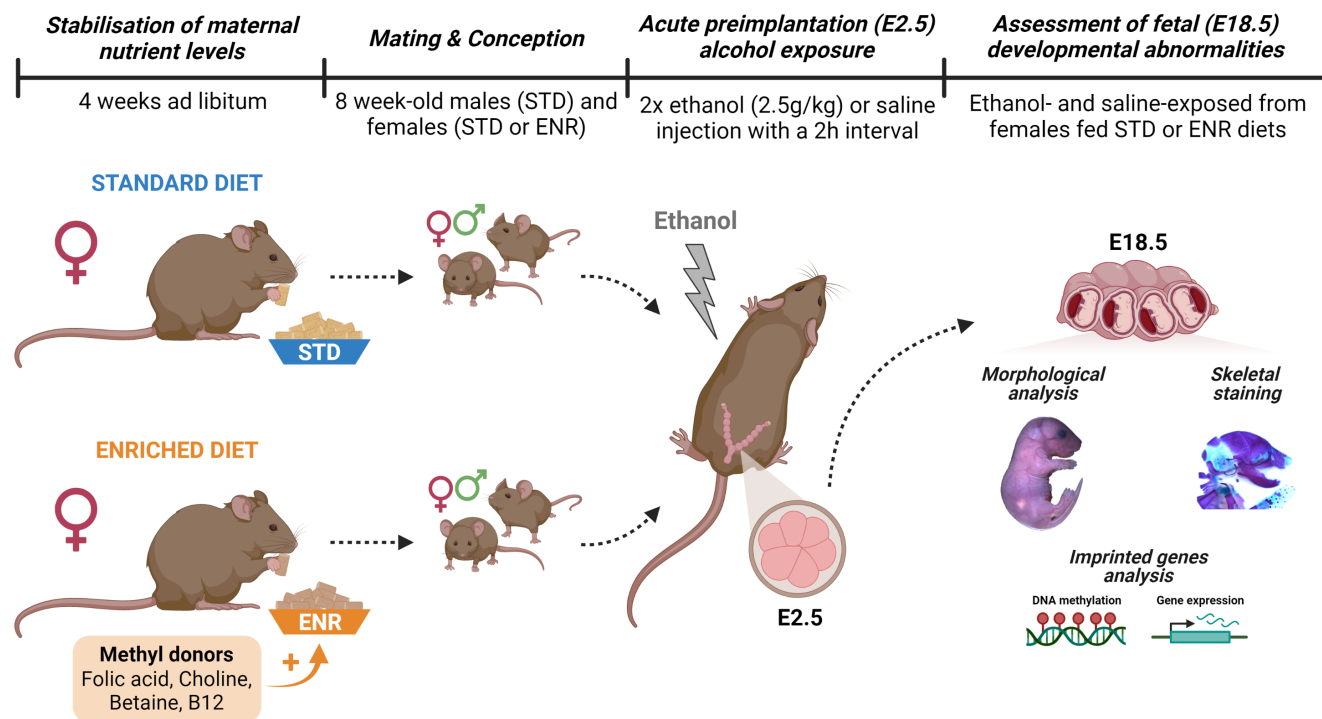 Stabilisation of maternal
nutrient levels
Mating & Conception
Acute preimplantation (E2.5)
alcohol exposure
Assessment of fetal (E18.5)
developmental abnormalities
4 weeks ad libitum
8 week-old males (STD) and
females (STD or ENR)
2x ethanol (2.5g/kg) or saline
injection with a 2h interval
Ethanol- and saline-exposed from
females fed STD or ENR diets
STANDARD DIET
STD
ENRICHED DIET
ENR
Methyl donors
Folic acid, Choline,
Betaine, B12
+
Ethanol
E2.5
E18.5
Morphological
analysis
Skeletal
staining
Imprinted genes
analysis
DNA methylation
Gene expression